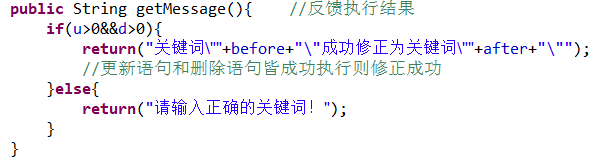 public String getMessage(){    //反馈执行结果
    if(u>0&&d>0){
        return("关键词\""+before+"\"成功修正为关键词\""+after+"\"");
        //更新语句和删除语句皆成功执行则修正成功
    }else{
        return("请输入正确的关键词！");
    }
}